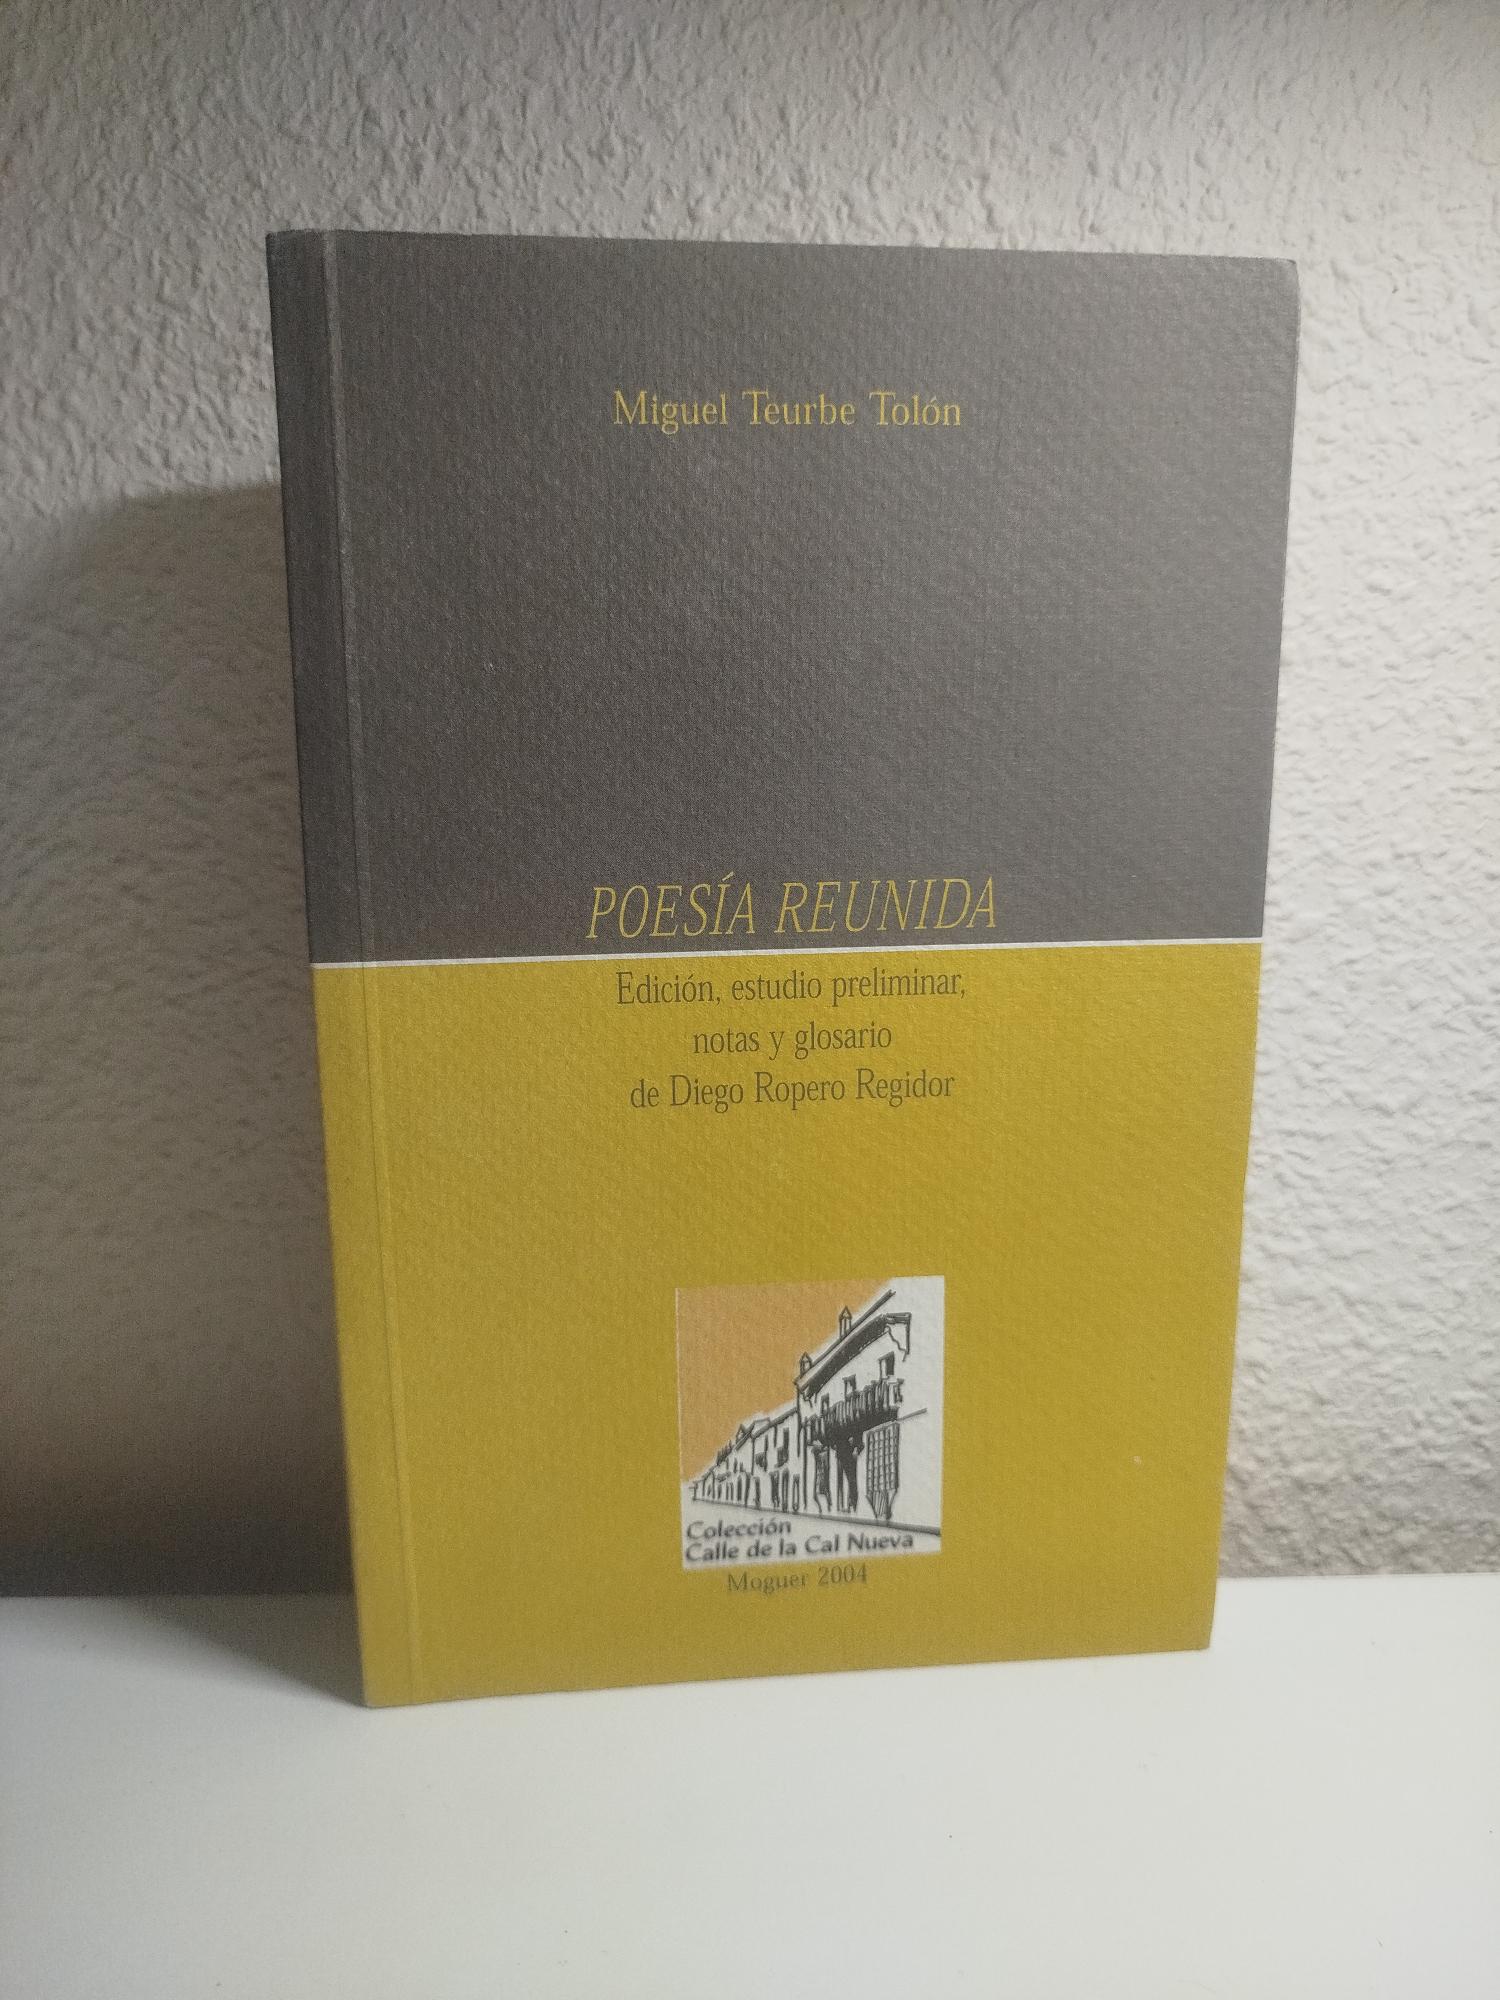 Miguel Teurbe Tolón
POESÍA REUNIDA
Edición, estudio preliminar,
notas y glosario
de Diego Ropero Regidor
Colección
Calle de la Cal Nueva
Moguer 2004